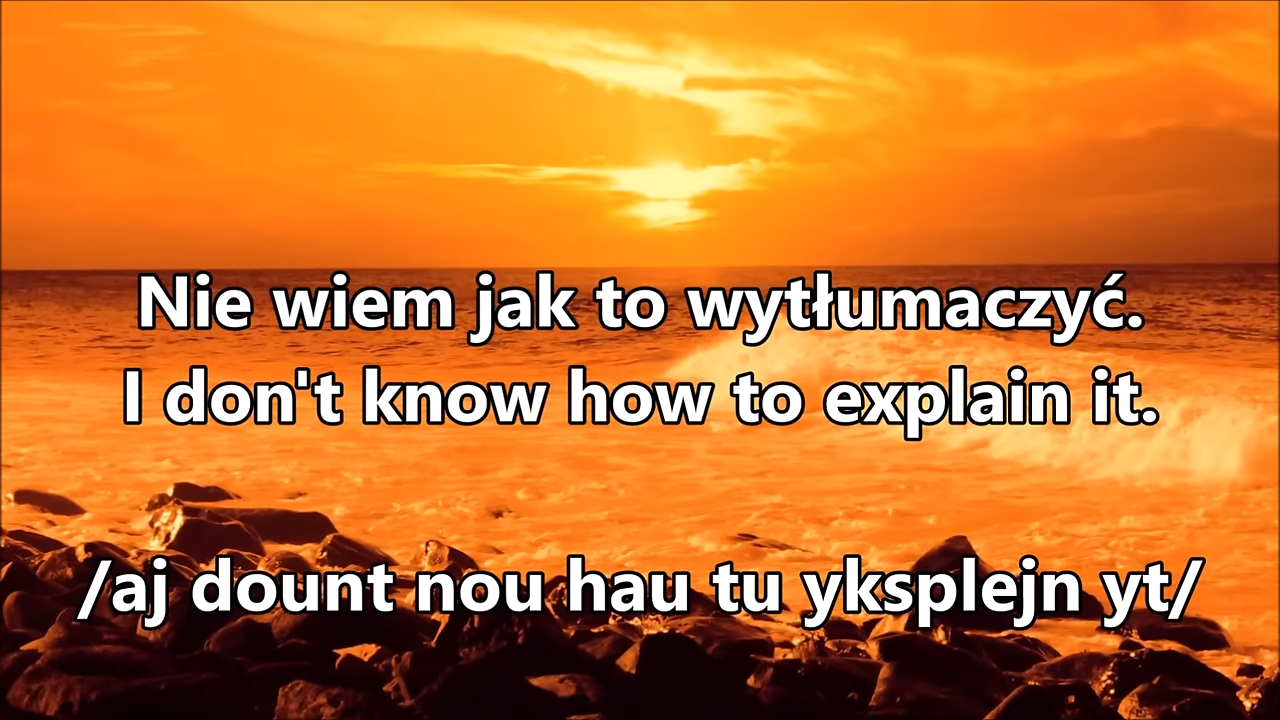 Nie wiem jak to wytłumaczyć.
I don't know how to explain it.
/aj dount nou hau tu yksplejn yt/